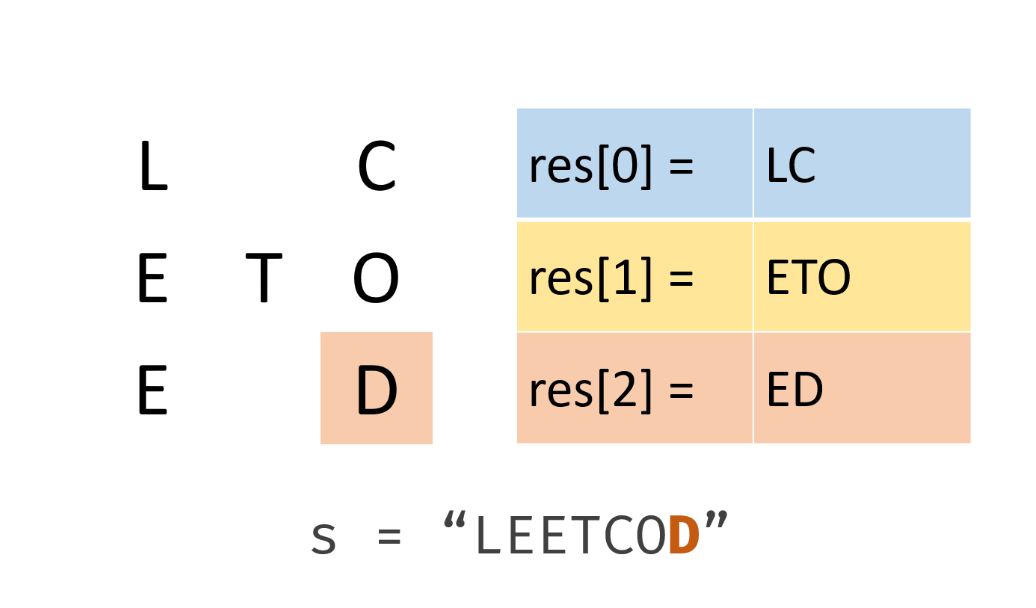 L C res[0] = LC
E T O res[1] = ETO
E D res[2] = ED
s = “LEETCOD”